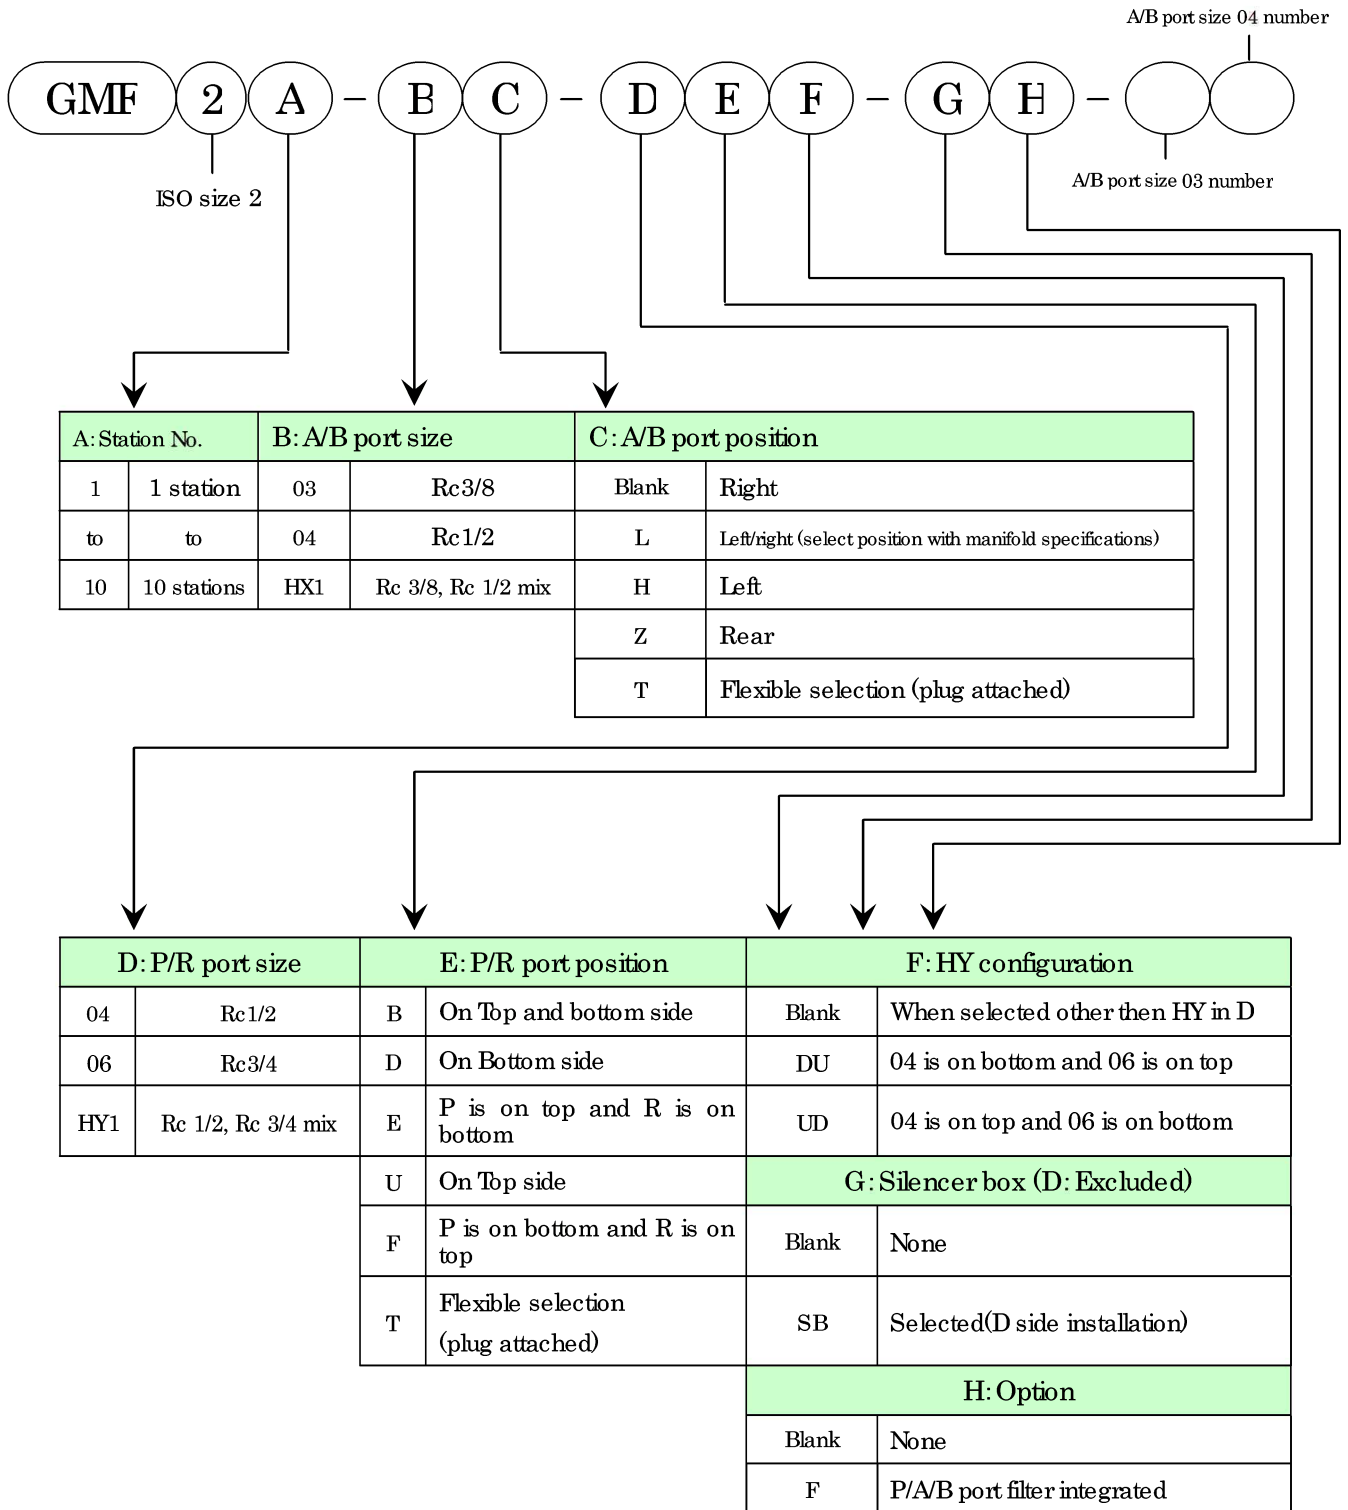 A/B port size 04 number
GMF 2 A - B C - D E F - G H -
A/B port size 03 number
ISO size 2
A: Station No. B: A/B port size C: A/B port position
1 1 station 03 Rc3/8 Blank Right
to to 04 Rc1/2 L Left/right (select position with manifold specifications)
10 10 stations HX1 Rc 3/8, Rc 1/2 mix H Left
Z Rear
T Flexible selection (plug attached)
D: P/R port size E: P/R port position F: HY configuration
04 Rc1/2 B On Top and bottom side Blank When selected other then HY in D
06 Rc3/4 D On Bottom side DU 04 is on bottom and 06 is on top
HY1 Rc 1/2, Rc 3/4 mix E P is on top and R is on
bottom
UD 04 is on top and 06 is on bottom
U On Top side G: Silencer box (D: Excluded)
F P is on bottom and R is on
top
Blank None
T Flexible selection
(plug attached)
SB Selected(D side installation)
H: Option
Blank None
F P/A/B port filter integrated